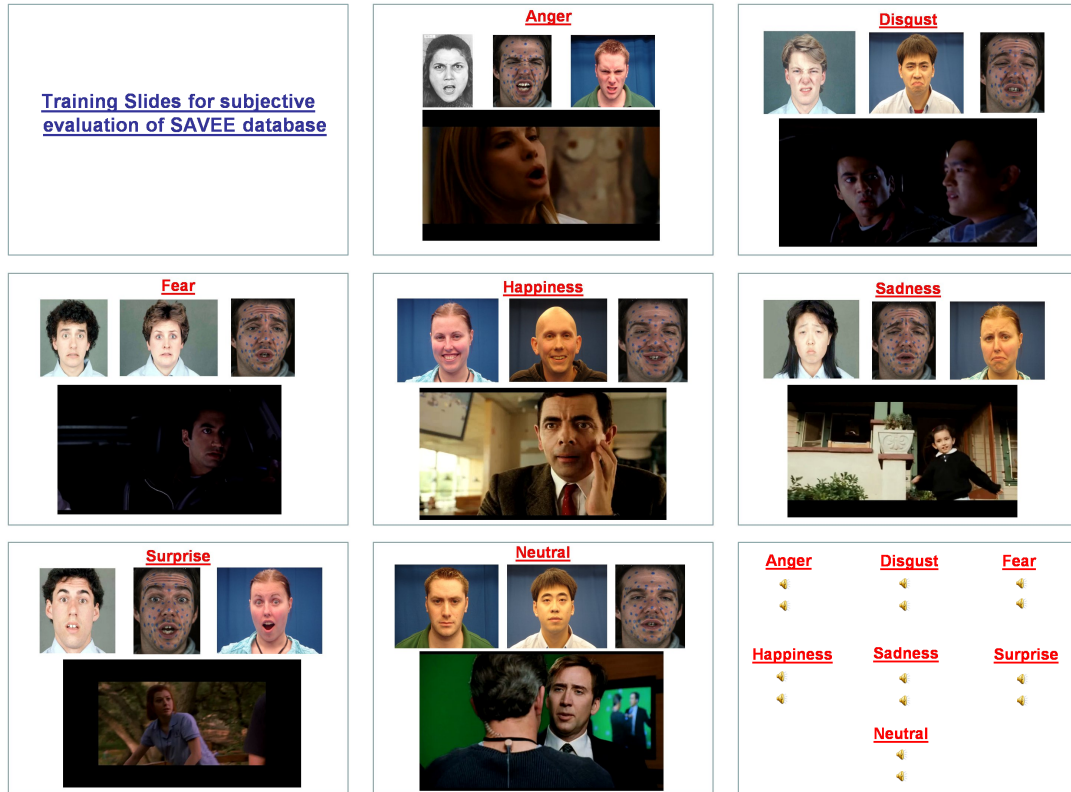 Training Slides for subjective
evaluation of SAVEE database
Anger
Disgust
Fear
Happiness
Sadness
Surprise
Neutral
Anger Disgust Fear
Happiness Sadness Surprise
Neutral